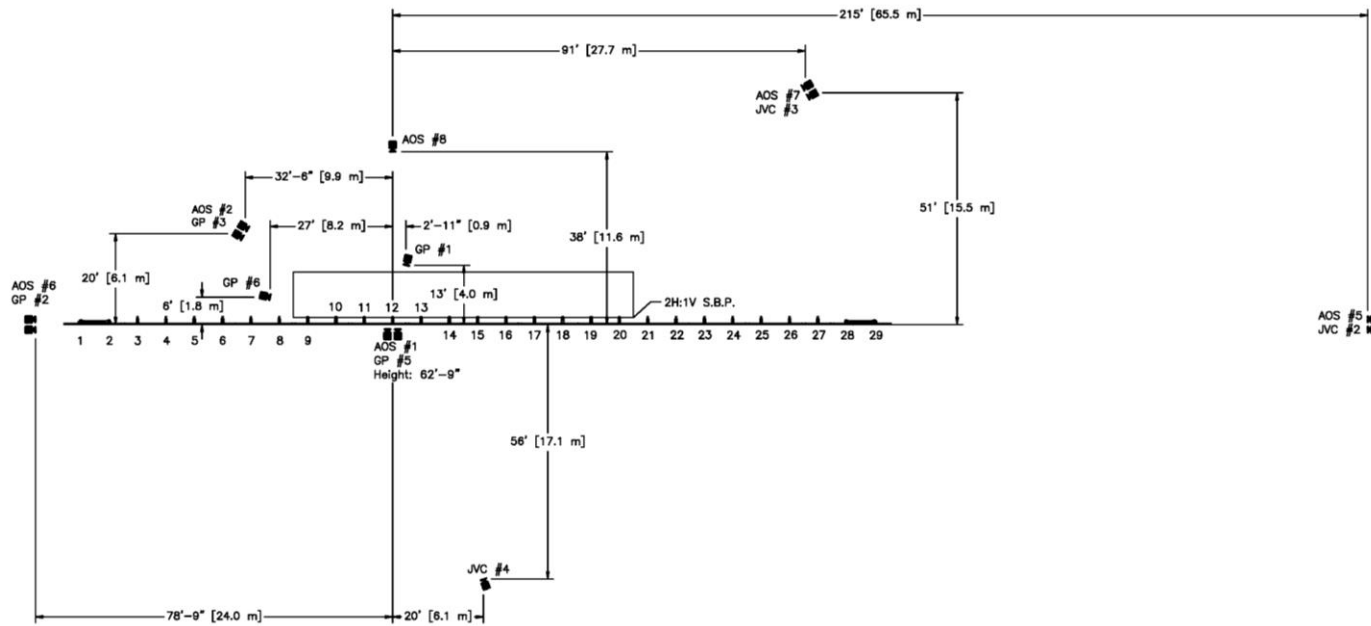 215' [65.5 m]
91' [27.7 m]
AOS #7
JVC #3
AOS #8
32'-6" [9.9 m]
AOS #2
GP #3
27' [8.2 m]
2'-11" [0.9 m]
51' [15.5 m]
38' [11.6 m]
GP #1
20' [6.1 m]
GP #6
13' [4.0 m]
AOS #6
GP #2
6' [1.8 m]
2H:1V S.B.P.
10 11 12 13
AOS #5
JVC #2
1 2 3 4 5 6 7 8 9 14 15 16 17 18 19 20 21 22 23 24 25 26 27 28 29
AOS #1
GP #5
Height: 62'-9"
56' [17.1 m]
JVC #4
78'-9" [24.0 m]
20' [6.1 m]